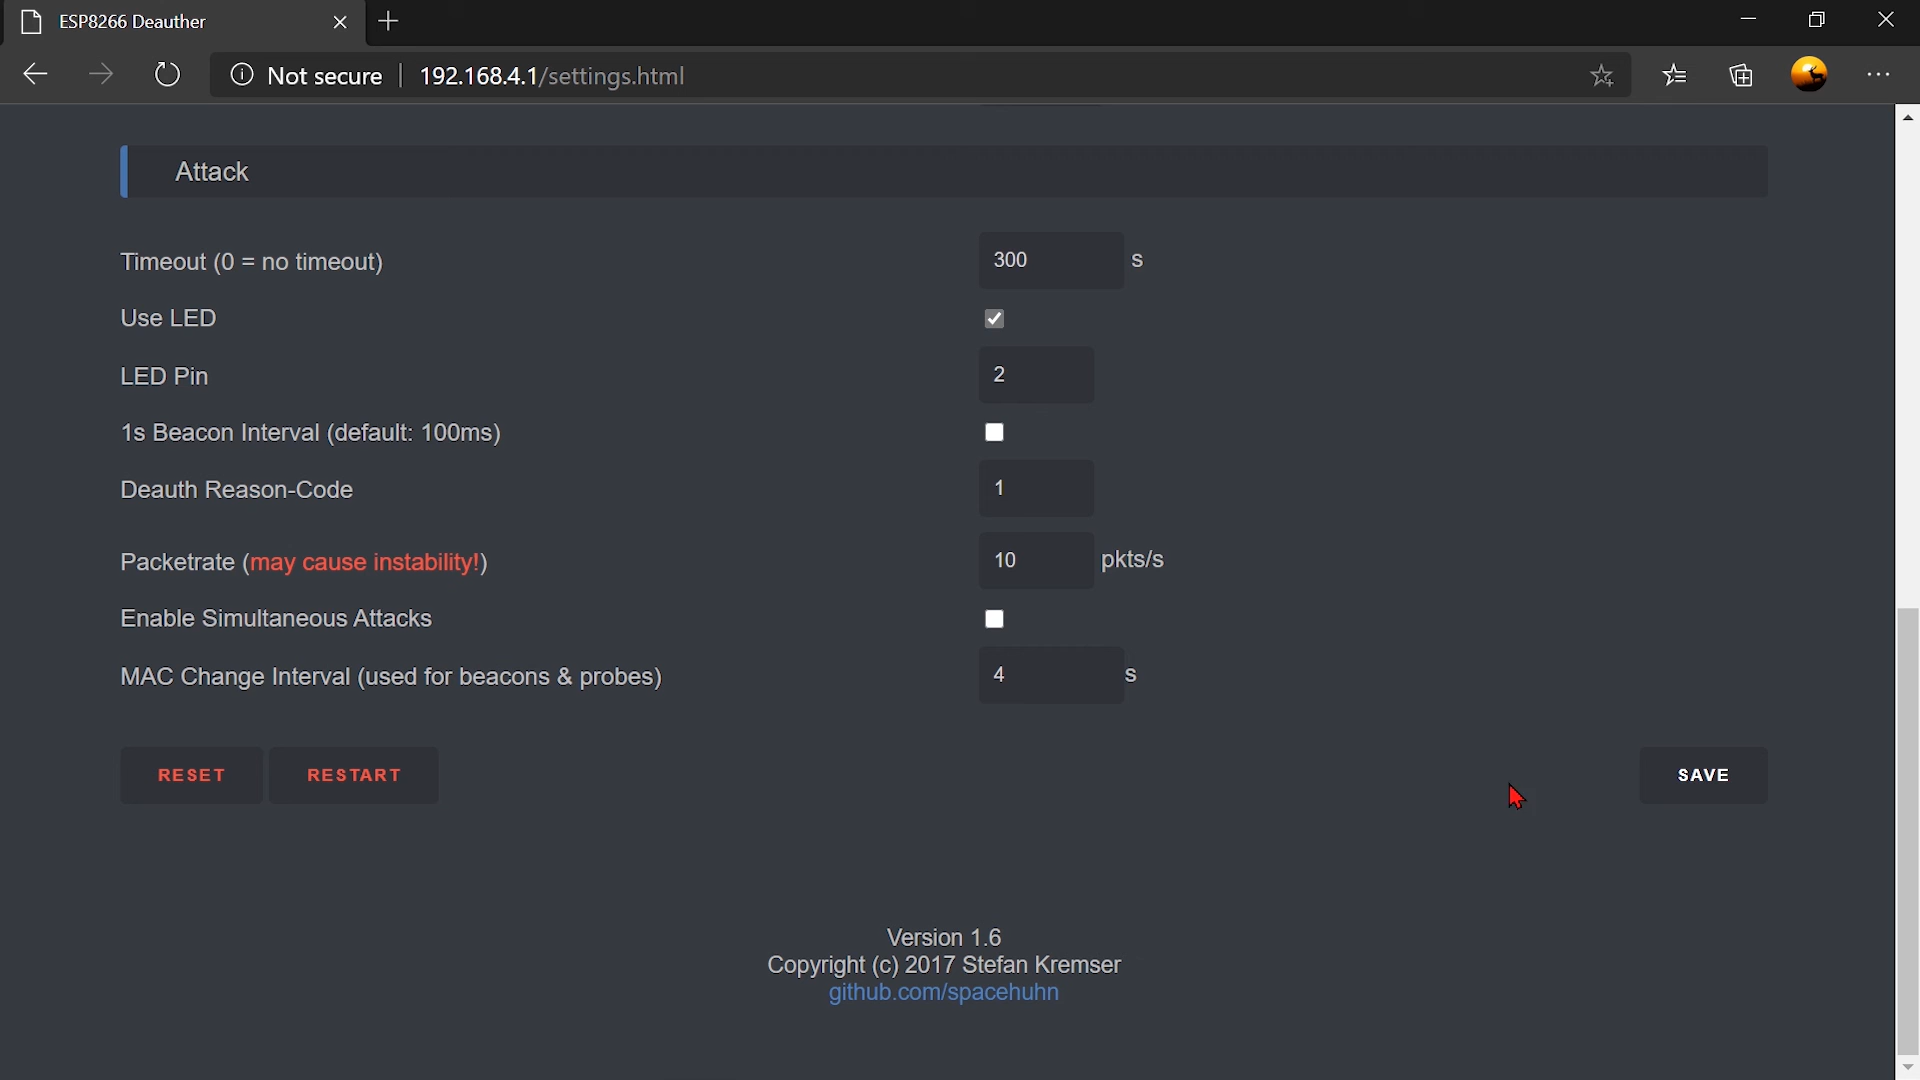 ESP8266 Deauther
Not secure 192.168.4.1/settings.html
Attack
Timeout (0 = no timeout) 300 s
Use LED
LED Pin 2
1s Beacon Interval (default: 100ms)
Deauth Reason-Code 1
Packetrate (may cause instability!) 10 pkts/s
Enable Simultaneous Attacks
MAC Change Interval (used for beacons & probes) 4 s
RESET RESTART SAVE
Version 1.6
Copyright (c) 2017 Stefan Kremser
github.com/spacehuhn